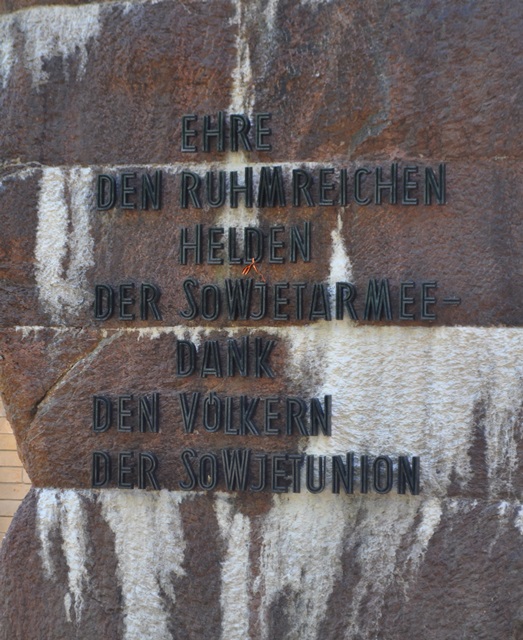 EHRE
DEN RUHMREICHEN
HELDEN
DER SOWJETARMEE-
DANK
DEN VÖLKERN
DER SOWJETUNION